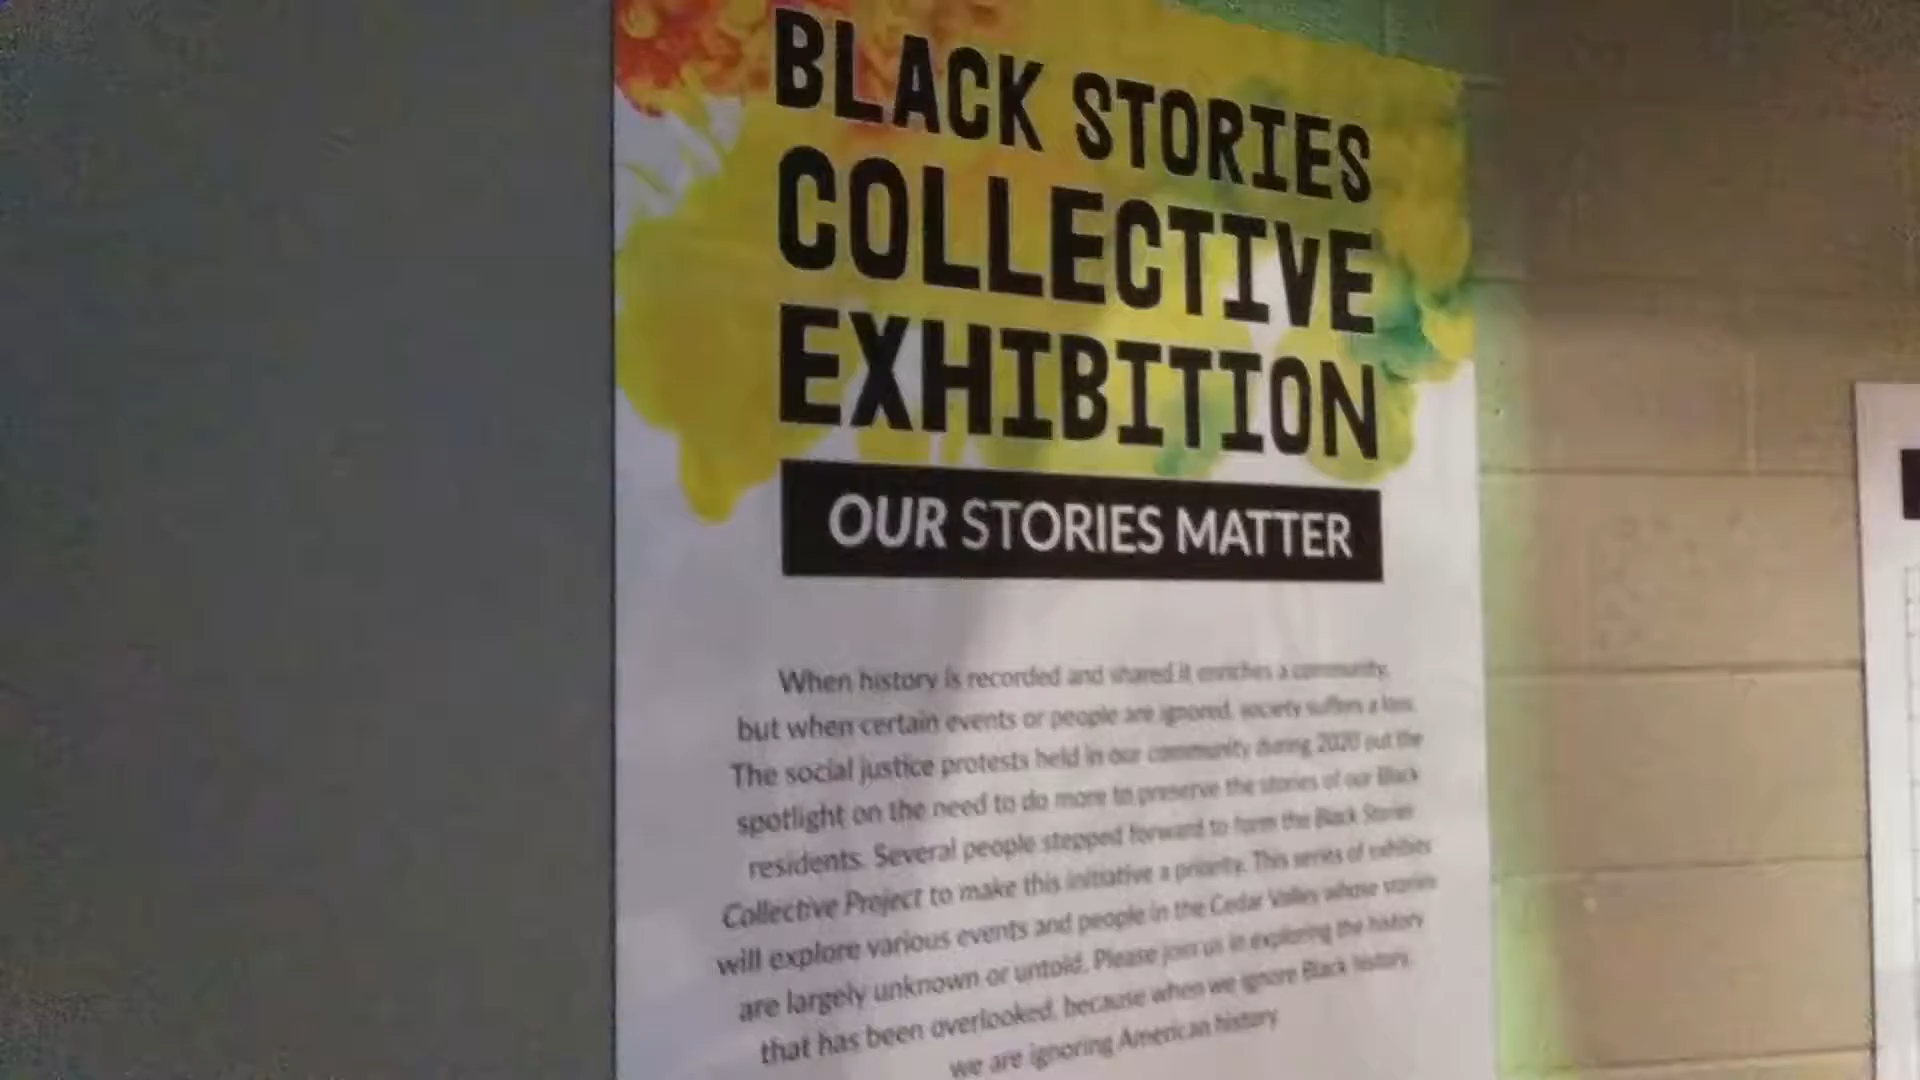 BLACK STORIES
COLLECTIVE
EXHIBITION
OUR STORIES MATTER
When history is recorded and shared it enriches a community,
but when certain events or people are ignored, society suffers a loss.
The social justice protests held in our community during 2020 put the
spotlight on the need to do more to preserve the stories of our Black
residents. Several people stepped forward to form the Black Stories
Collective Project to make this initiative a priority. This series of exhibits
will explore various events and people in the Cedar Valley whose stories
are largely unknown or untold. Please join us in exploring the history
that has been overlooked, because when we ignore Black history,
we are ignoring American history.